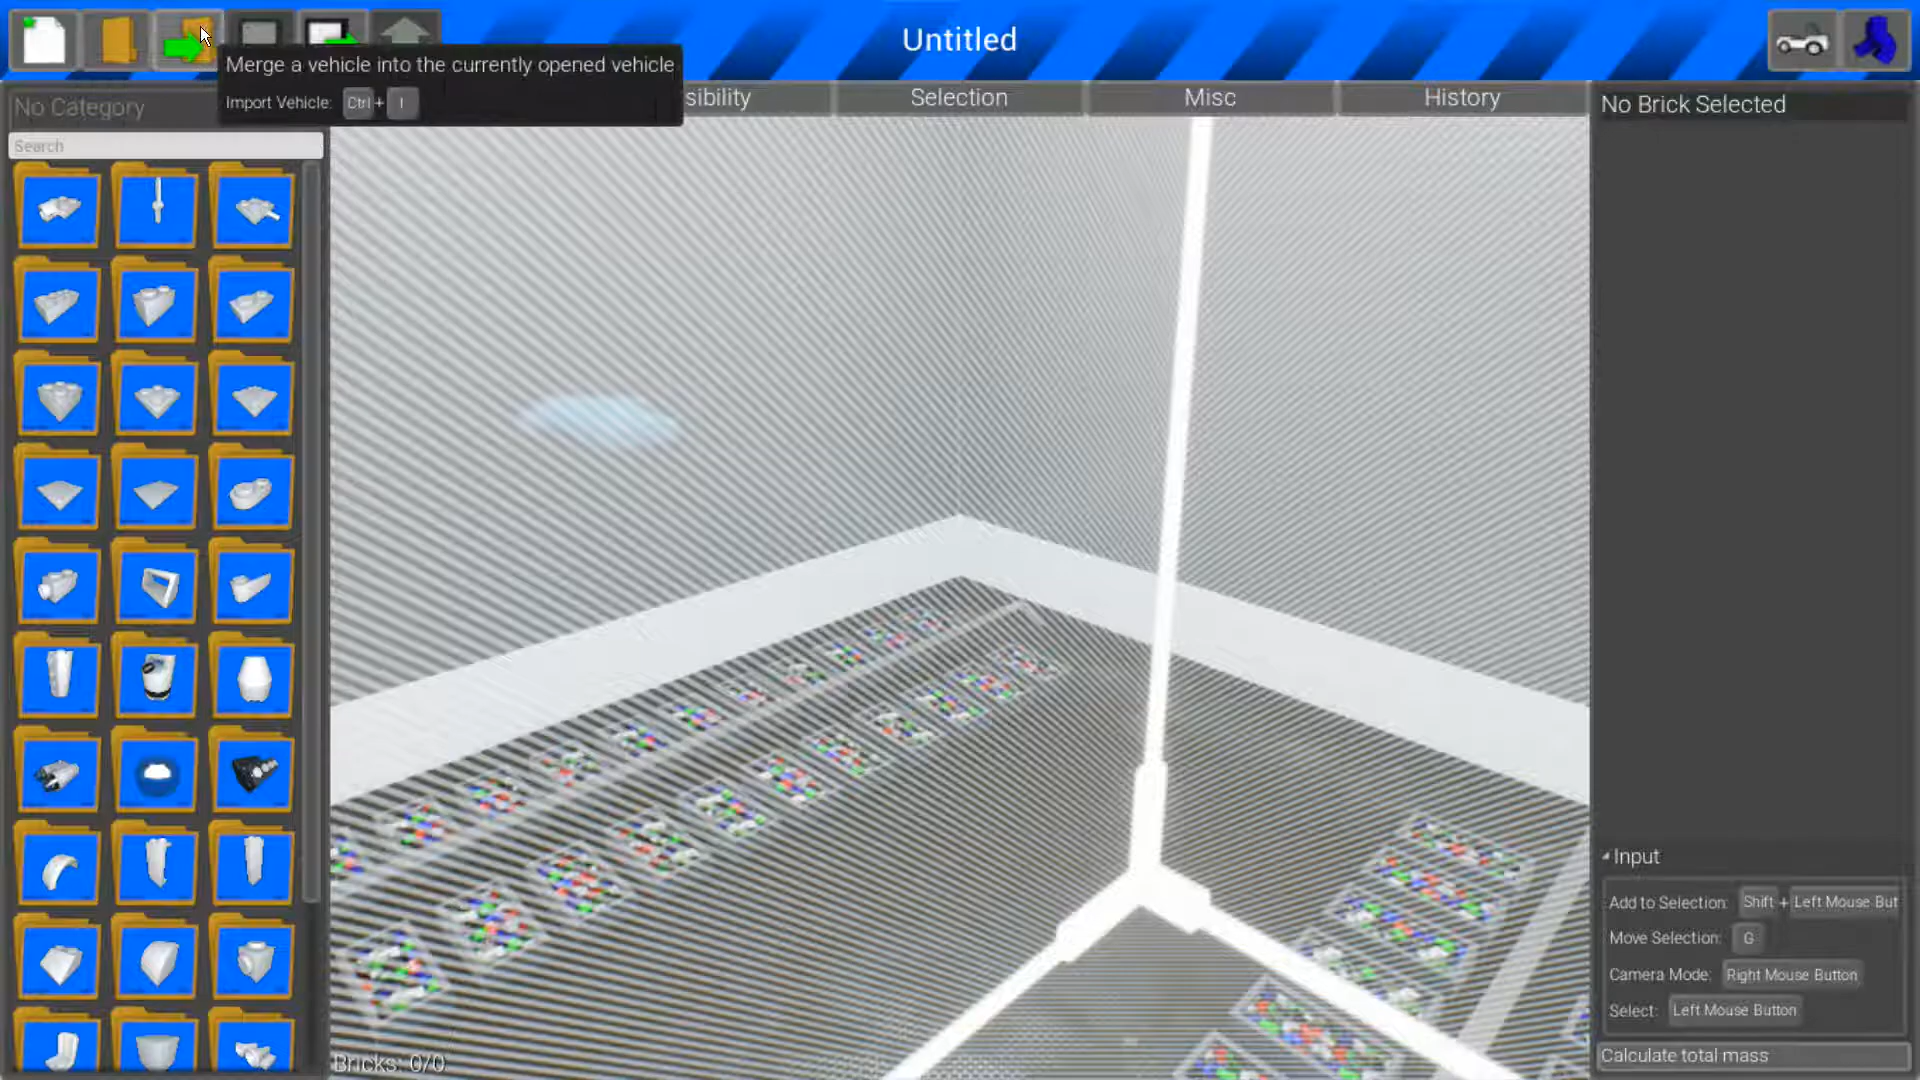 Untitled
Merge a vehicle into the currently opened vehicle
Import Vehicle: Ctrl + I
No Category
Search
sibility
Selection
Misc
History
No Brick Selected
Input
Add to Selection: Shift + Left Mouse But
Move Selection: G
Camera Mode: Right Mouse Button
Select: Left Mouse Button
Calculate total mass
Bricks: 0/0